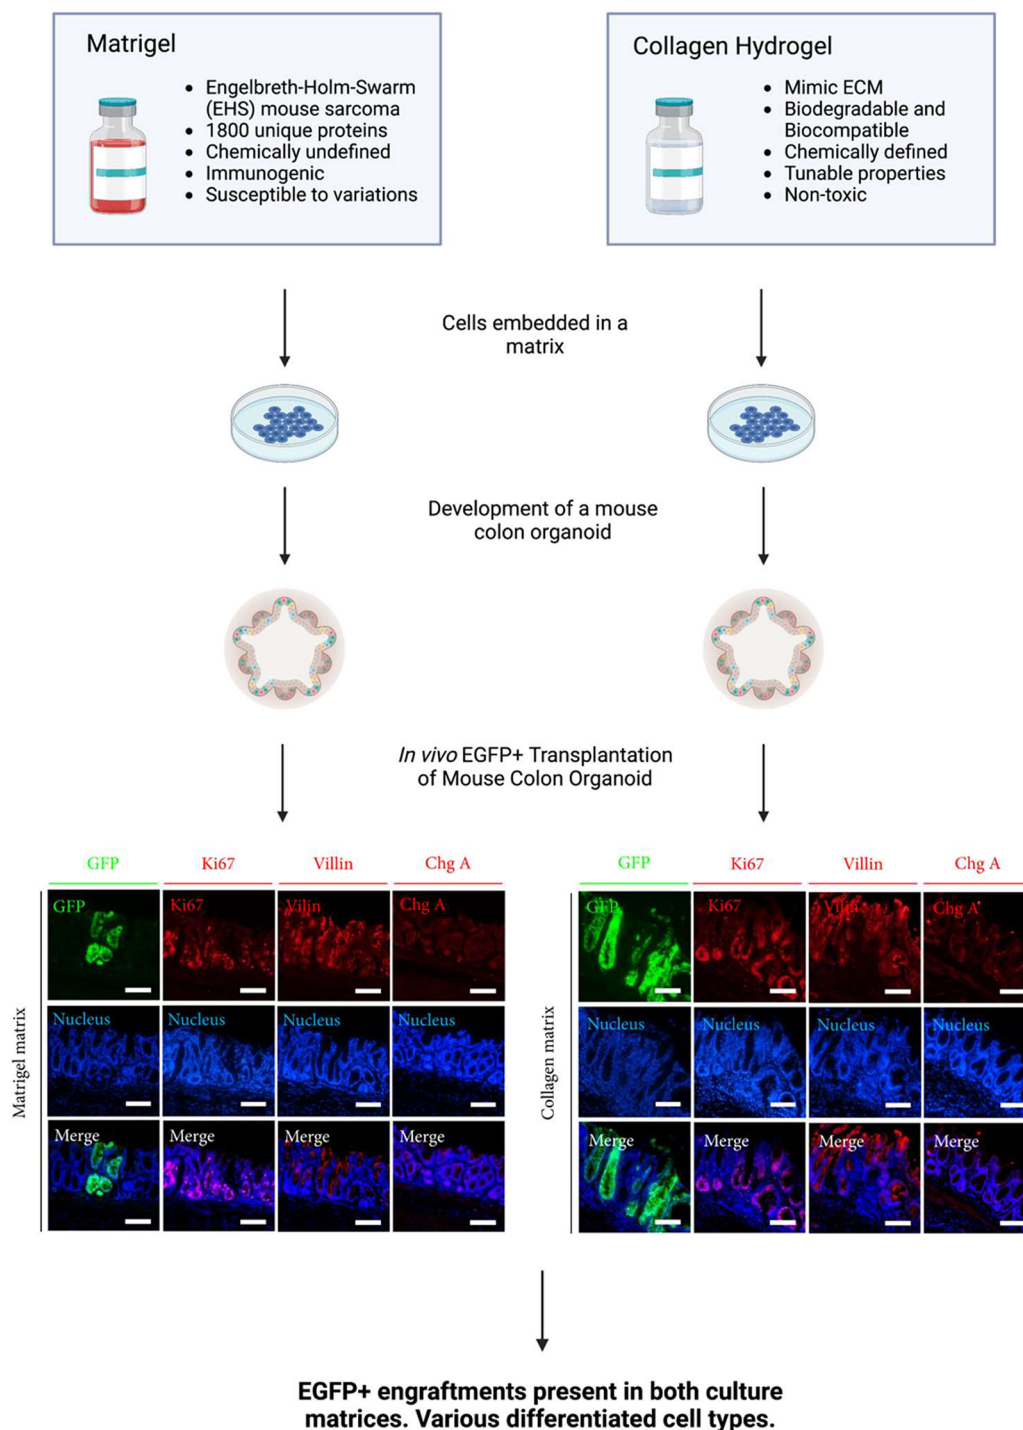 Matrigel
• Engelbreth-Holm-Swarm
(EHS) mouse sarcoma
• 1800 unique proteins
• Chemically undefined
• Immunogenic
• Susceptible to variations
Collagen Hydrogel
• Mimic ECM
• Biodegradable and
Biocompatible
• Chemically defined
• Tunable properties
• Non-toxic
Cells embedded in a
matrix
Development of a mouse
colon organoid
In vivo EGFP+ Transplantation
of Mouse Colon Organoid
Matrigel matrix
GFP Ki67 Villin Chg A
GFP Ki67 Vilin Chg A
Nucleus Nucleus Nucleus Nucleus
Merge Merge Merge Merge
Collagen matrix
GFP Ki67 Villin Chg A
GFP Ki67 Vilin Chg A
Nucleus Nucleus Nucleus Nucleus
Merge Merge Merge Merge
EGFP+ engraftments present in both culture
matrices. Various differentiated cell types.